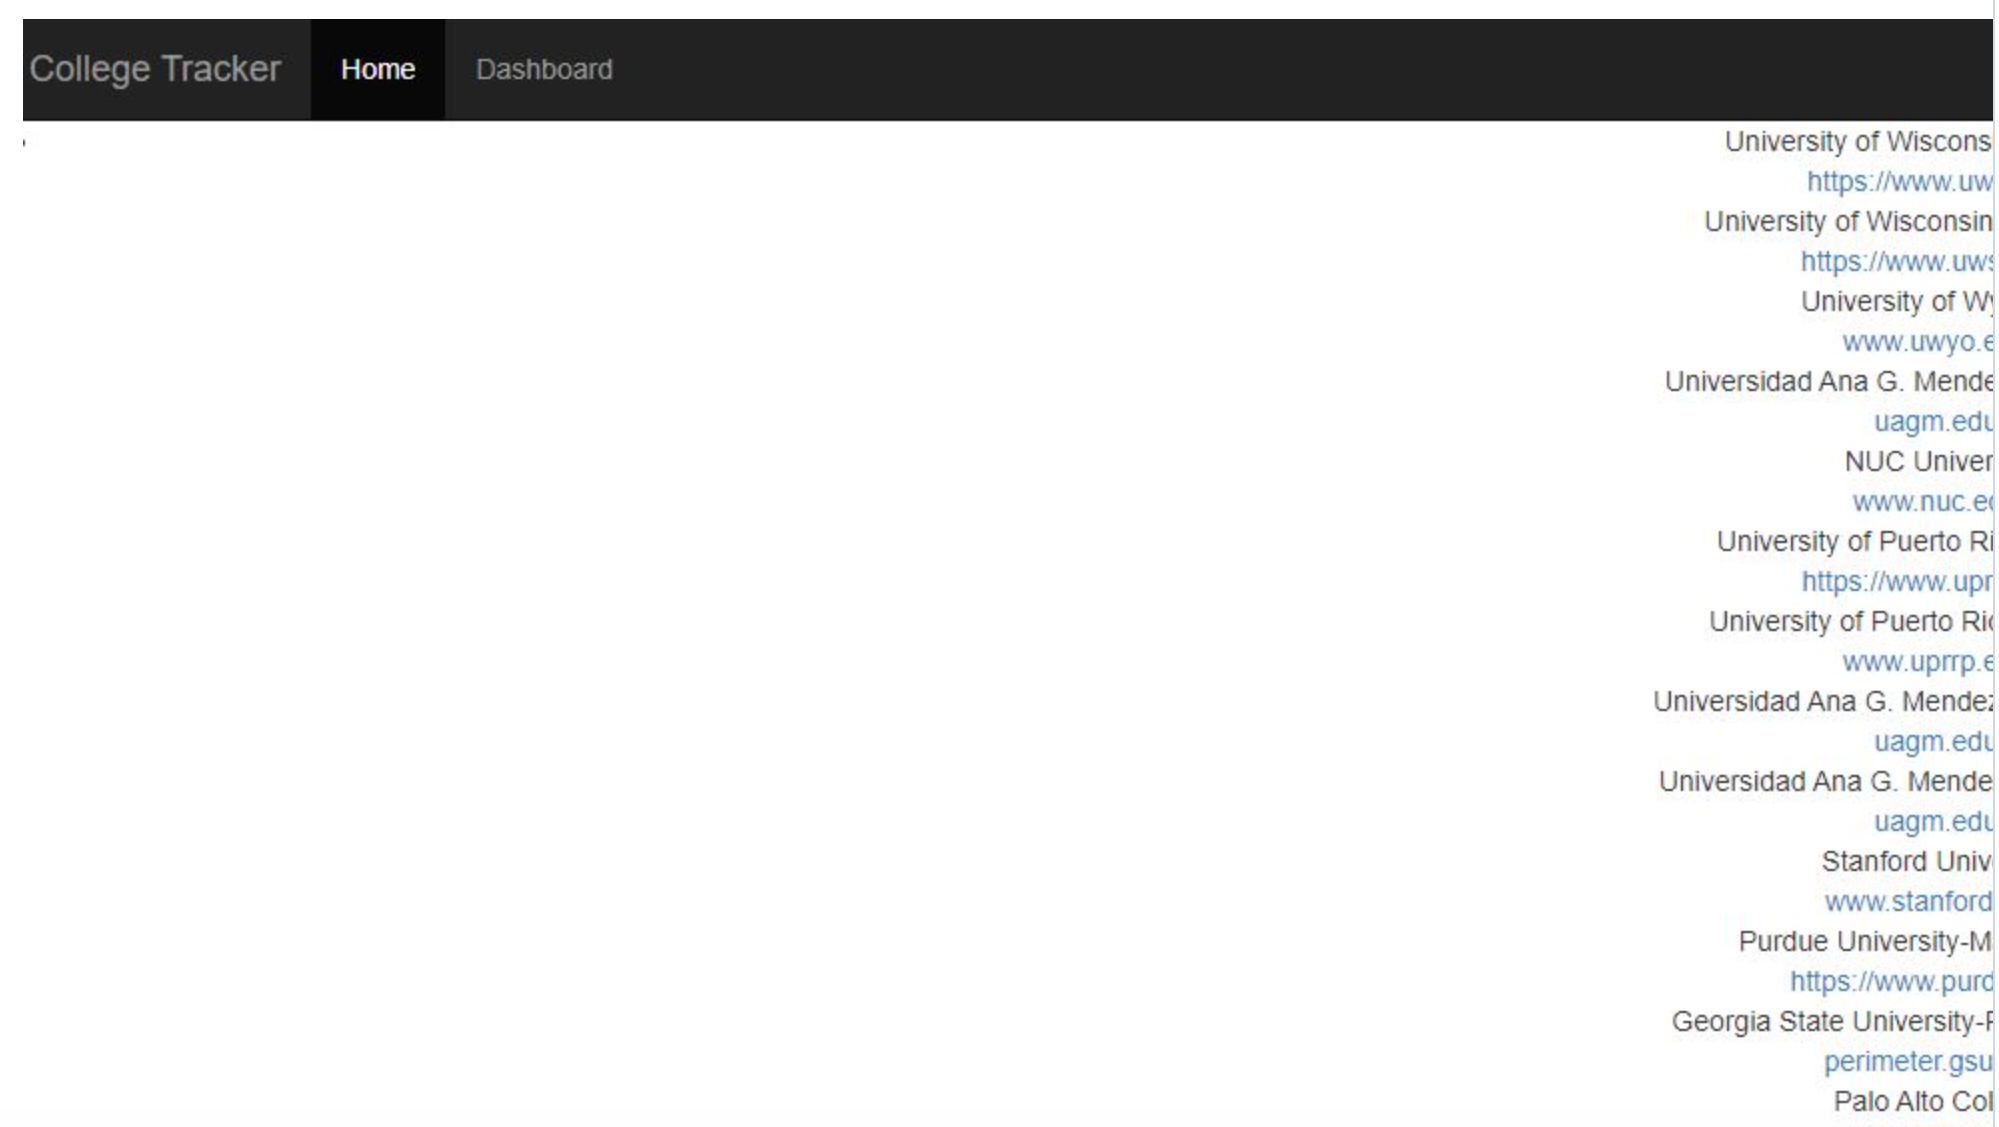 College Tracker Home Dashboard
University of Wiscons
https://www.uw
University of Wisconsin
https://www.uws
University of Wy
www.uwyo.e
Universidad Ana G. Mende
uagm.edu
NUC Univer
www.nuc.ed
University of Puerto Ri
https://www.upr
University of Puerto Ric
www.uprrp.e
Universidad Ana G. Mendez
uagm.edu
Universidad Ana G. Mende
uagm.edu
Stanford Univ
www.stanford
Purdue University-M
https://www.purd
Georgia State University-P
perimeter.gsu
Palo Alto Col